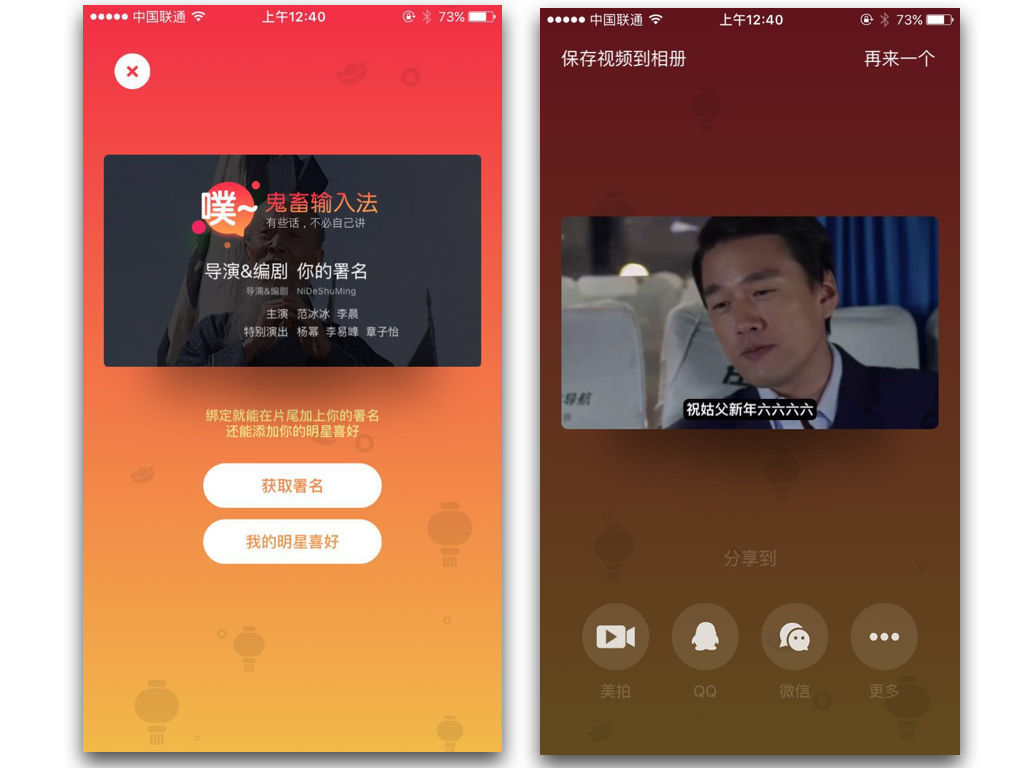 中国联通
上午12:40
73%
噗~
鬼畜输入法
有些话，不必自己讲
导演&编剧 你的署名
导演&编剧 NiDeShuMing
主演 范冰冰 李晨
特别演出 杨幂 李易峰 章子怡
绑定就能在片尾加上你的署名
还能添加你的明星喜好
获取署名
我的明星喜好
中国联通
上午12:40
73%
保存视频到相册
再来一个
导航
祝姑父新年六六六六
分享到
美拍
QQ
微信
更多